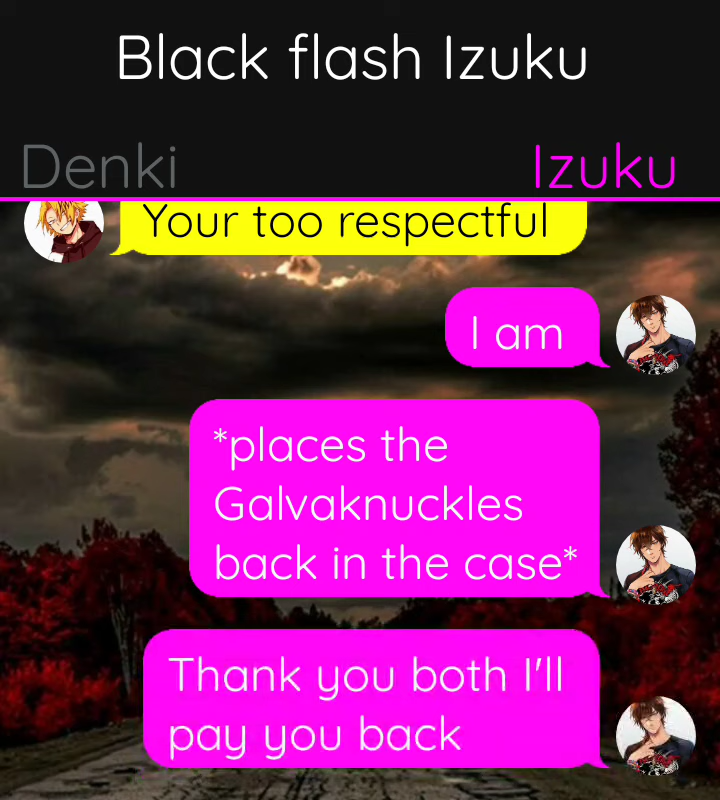 Black flash Izuku
Denki
Izuku
Your too respectful
I am
*places the
Galvaknuckles
back in the case*
Thank you both I'll
pay you back